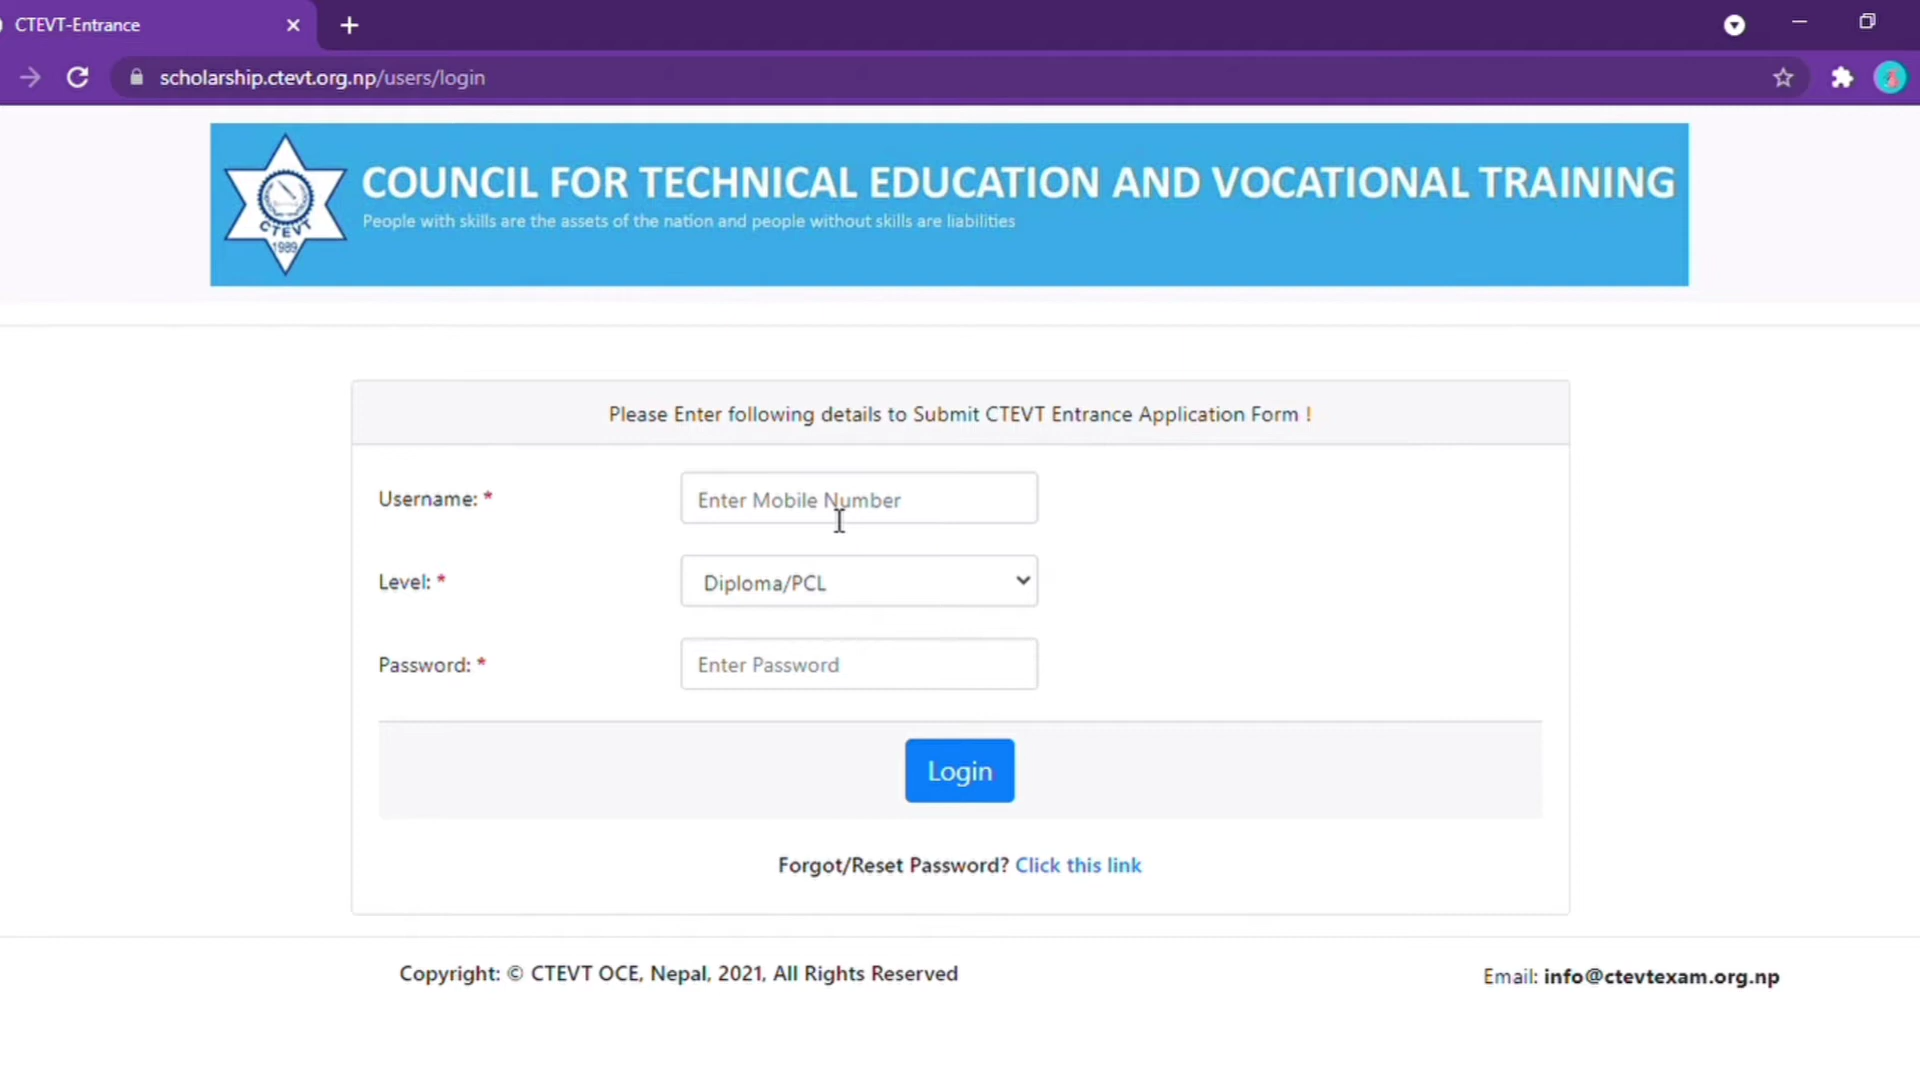 CTEVT-Entrance
scholarship.ctevt.org.np/users/login
CTEVT
1989
COUNCIL FOR TECHNICAL EDUCATION AND VOCATIONAL TRAINING
People with skills are the assets of the nation and people without skills are liabilities
Please Enter following details to Submit CTEVT Entrance Application Form !
Username: *
Enter Mobile Number
Level: *
Diploma/PCL
Password: *
Enter Password
Login
Forgot/Reset Password? Click this link
Copyright: © CTEVT OCE, Nepal, 2021, All Rights Reserved
Email: info@ctevtexam.org.np